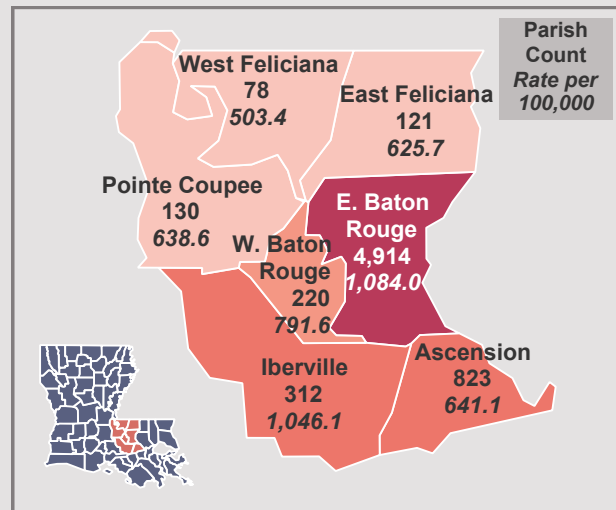 Parish
Count
Rate per
100,000
West Feliciana
78
503.4
East Feliciana
121
625.7
Pointe Coupee
130
638.6
E. Baton
Rouge
4,914
1,084.0
W. Baton
Rouge
220
791.6
Iberville
312
1,046.1
Ascension
823
641.1